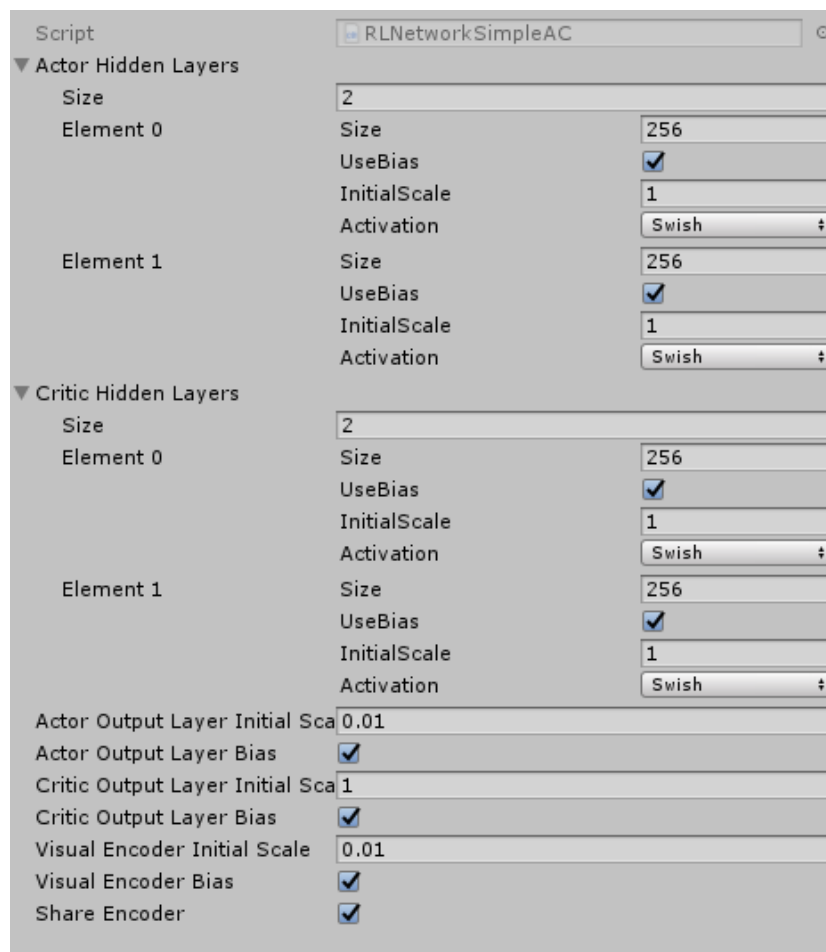 Script RLNetworkSimpleAC
Actor Hidden Layers
Size 2
Element 0 Size 256
UseBias
InitialScale 1
Activation Swish
Element 1 Size 256
UseBias
InitialScale 1
Activation Swish
Critic Hidden Layers
Size 2
Element 0 Size 256
UseBias
InitialScale 1
Activation Swish
Element 1 Size 256
UseBias
InitialScale 1
Activation Swish
Actor Output Layer Initial Sca 0.01
Actor Output Layer Bias
Critic Output Layer Initial Sca 1
Critic Output Layer Bias
Visual Encoder Initial Scale 0.01
Visual Encoder Bias
Share Encoder